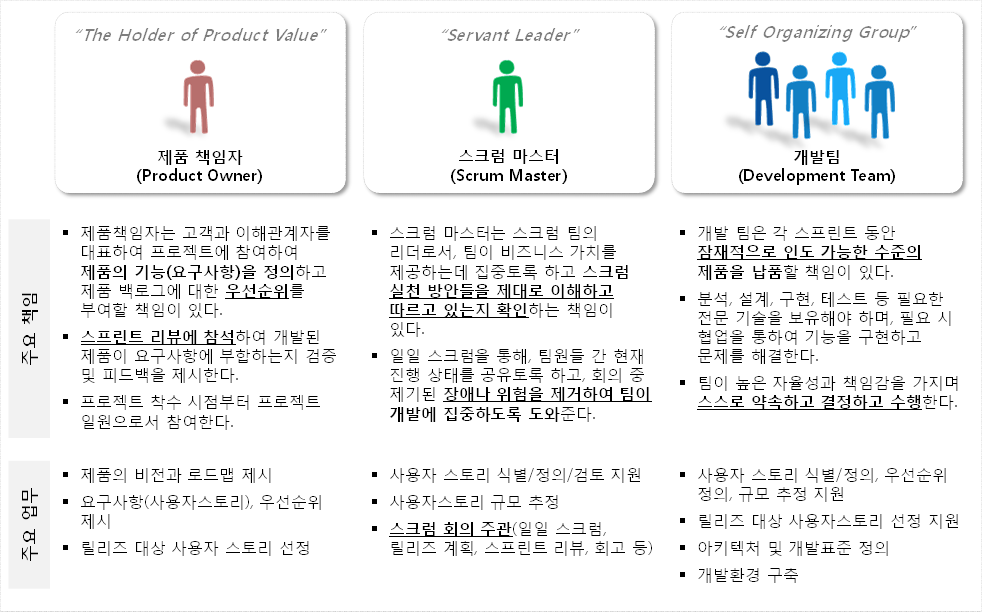 “The Holder of Product Value”
제품 책임자
(Product Owner)
“Servant Leader”
스크럼 마스터
(Scrum Master)
“Self Organizing Group”
개발팀
(Development Team)
주요 책임
▪ 제품책임자는 고객과 이해관계자를
대표하여 프로젝트에 참여하여
제품의 기능(요구사항)을 정의하고
제품 백로그에 대한 우선순위를
부여할 책임이 있다.
▪ 스프린트 리뷰에 참석하여 개발된
제품이 요구사항에 부합하는지 검증
및 피드백을 제시한다.
▪ 프로젝트 착수 시점부터 프로젝트
일원으로서 참여한다.
▪ 스크럼 마스터는 스크럼 팀의
리더로서, 팀이 비즈니스 가치를
제공하는데 집중토록 하고 스크럼
실천 방안들을 제대로 이해하고
따르고 있는지 확인하는 책임이
있다.
▪ 일일 스크럼을 통해, 팀원들 간 현재
진행 상태를 공유토록 하고, 회의 중
제기된 장애나 위험을 제거하여 팀이
개발에 집중하도록 도와준다.
▪ 개발 팀은 각 스프린트 동안
잠재적으로 인도 가능한 수준의
제품을 납품할 책임이 있다.
▪ 분석, 설계, 구현, 테스트 등 필요한
전문 기술을 보유해야 하며, 필요 시
협업을 통하여 기능을 구현하고
문제를 해결한다.
▪ 팀이 높은 자율성과 책임감을 가지며
스스로 약속하고 결정하고 수행한다.
주요 업무
▪ 제품의 비전과 로드맵 제시
▪ 요구사항(사용자스토리), 우선순위
제시
▪ 릴리즈 대상 사용자 스토리 선정
▪ 사용자 스토리 식별/정의/검토 지원
▪ 사용자스토리 규모 추정
▪ 스크럼 회의 주관(일일 스크럼,
릴리즈 계획, 스프린트 리뷰, 회고 등)
▪ 사용자 스토리 식별/정의, 우선순위
정의, 규모 추정 지원
▪ 릴리즈 대상 사용자스토리 선정 지원
▪ 아키텍처 및 개발표준 정의
▪ 개발환경 구축